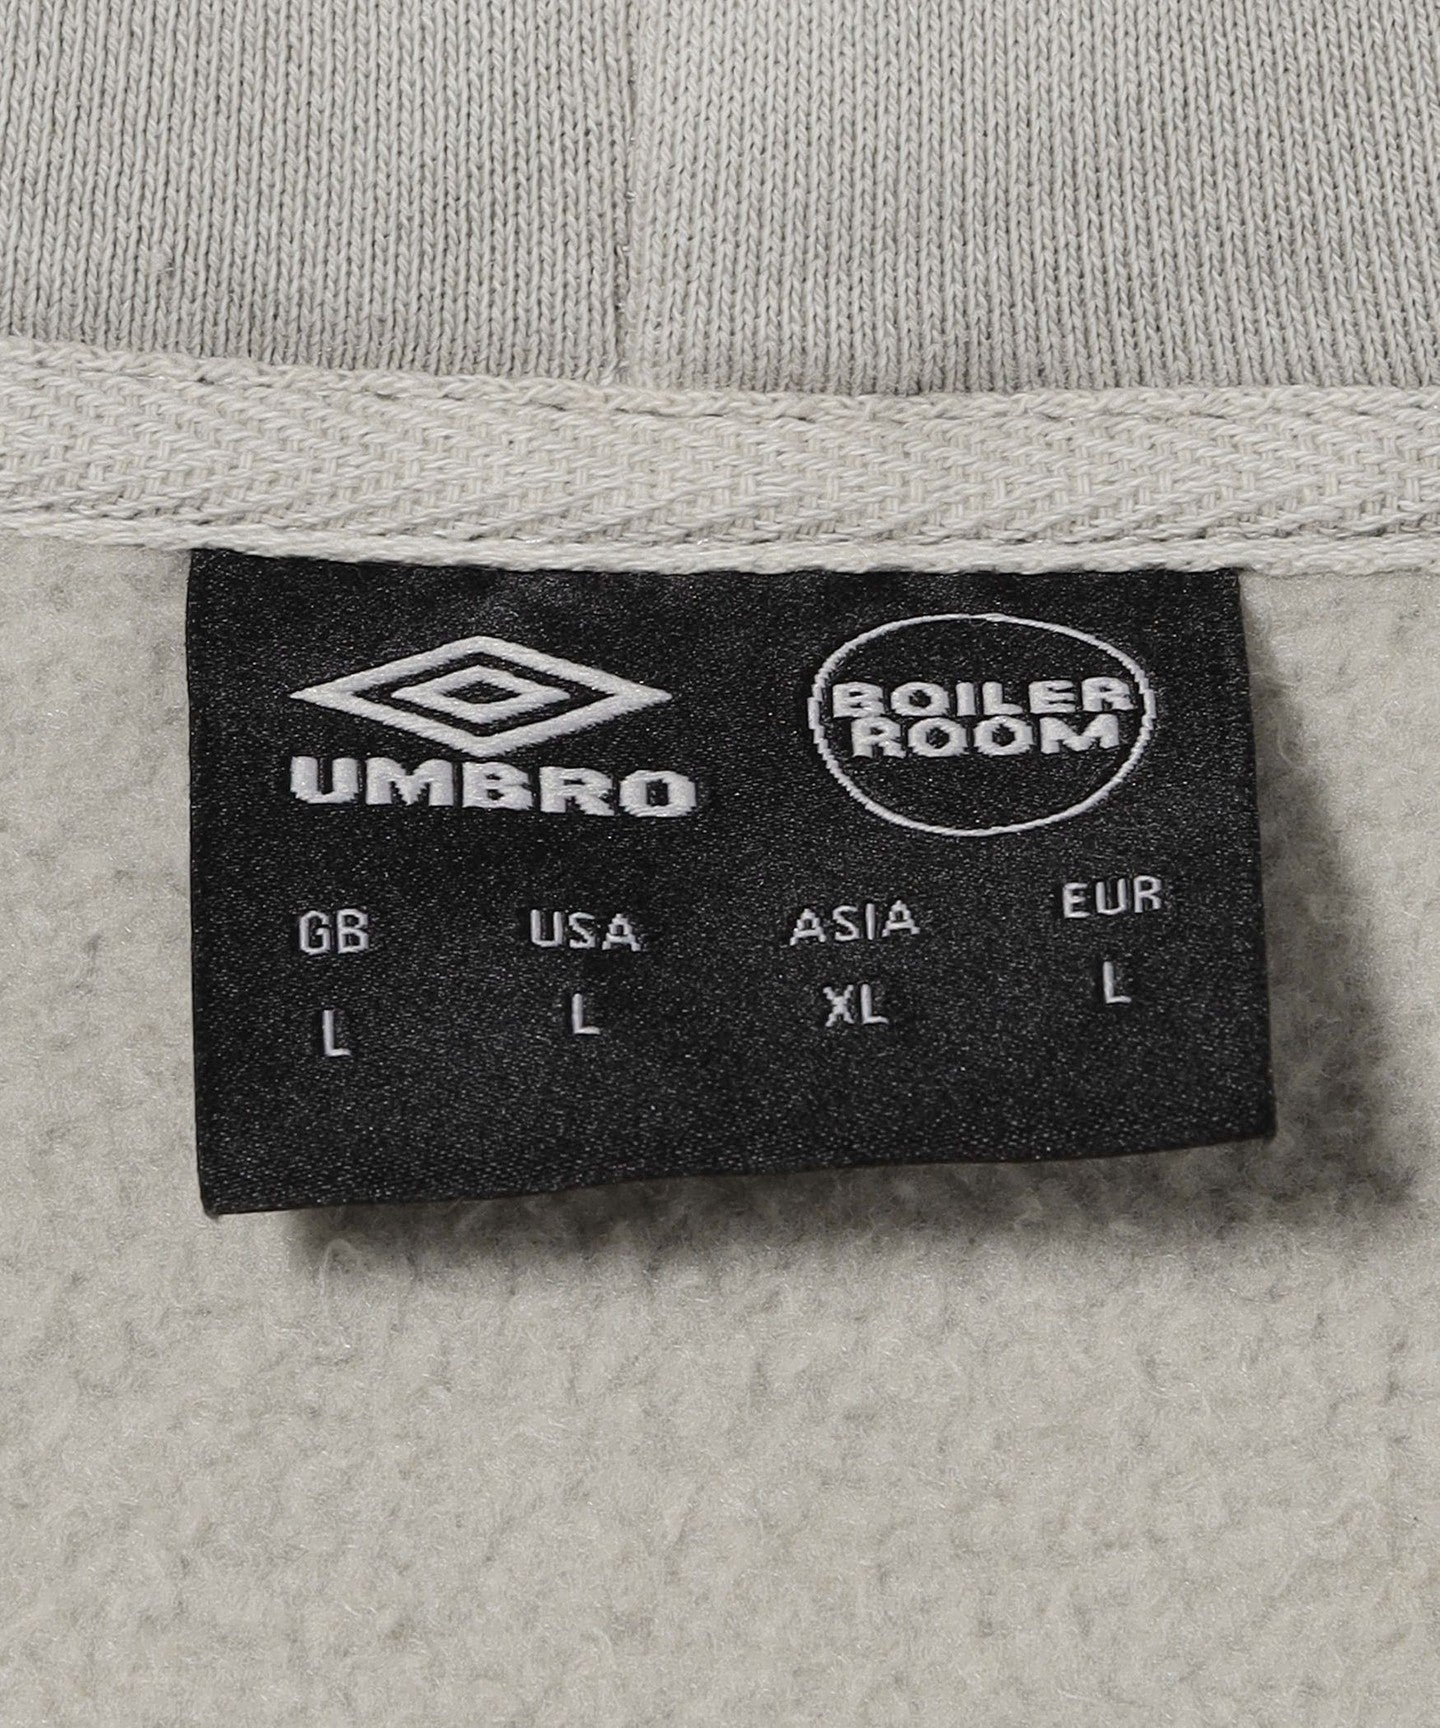 UMBRO
BOILER
ROOM
GB USA ASIA EUR
L L XL L